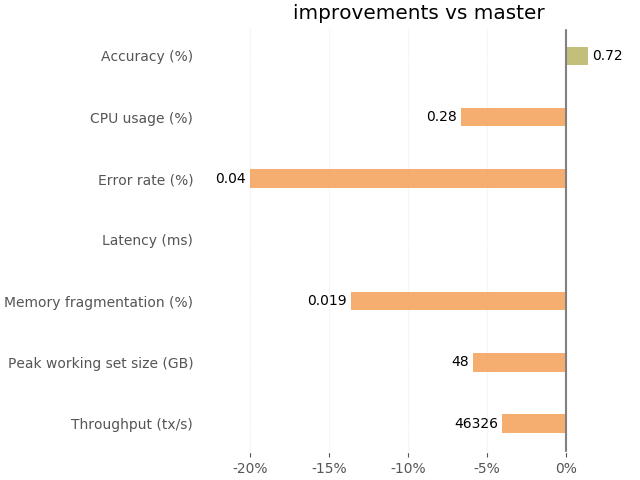 improvements vs master
Accuracy (%)
0.72
CPU usage (%)
0.28
Error rate (%)
0.04
Latency (ms)
Memory fragmentation (%)
0.019
Peak working set size (GB)
48
Throughput (tx/s)
46326
-20%
-15%
-10%
-5%
0%